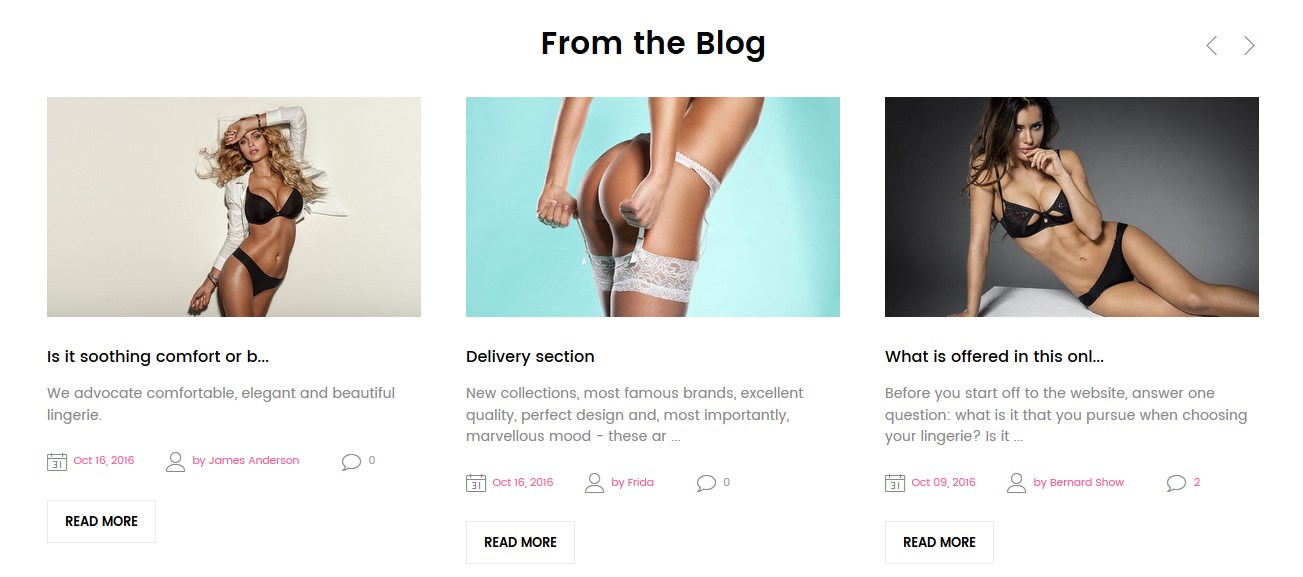 From the Blog
Is it soothing comfort or b...
We advocate comfortable, elegant and beautiful
lingerie.
31 Oct 16, 2016 by James Anderson 0
READ MORE
Delivery section
New collections, most famous brands, excellent
quality, perfect design and, most importantly,
marvellous mood - these ar ...
31 Oct 16, 2016 by Frida 0
READ MORE
What is offered in this onl...
Before you start off to the website, answer one
question: what is it that you pursue when choosing
your lingerie? Is it ...
31 Oct 09, 2016 by Bernard Show 2
READ MORE